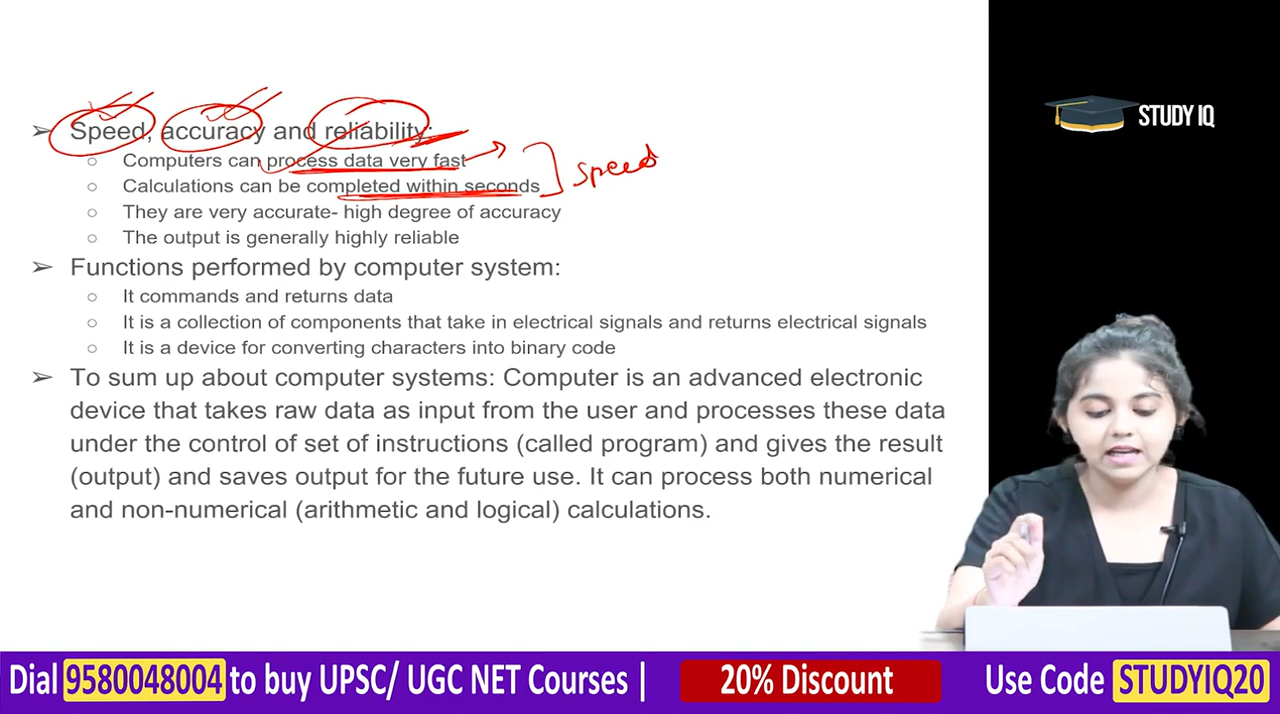 ➢ Speed, accuracy and reliability:
○ Computers can process data very fast
○ Calculations can be completed within seconds
speed
○ They are very accurate- high degree of accuracy
○ The output is generally highly reliable
➢ Functions performed by computer system:
○ It commands and returns data
○ It is a collection of components that take in electrical signals and returns electrical signals
○ It is a device for converting characters into binary code
➢ To sum up about computer systems: Computer is an advanced electronic
device that takes raw data as input from the user and processes these data
under the control of set of instructions (called program) and gives the result
(output) and saves output for the future use. It can process both numerical
and non-numerical (arithmetic and logical) calculations.
STUDY IQ
Dial 9580048004 to buy UPSC/ UGC NET Courses | 20% Discount Use Code STUDYIQ20